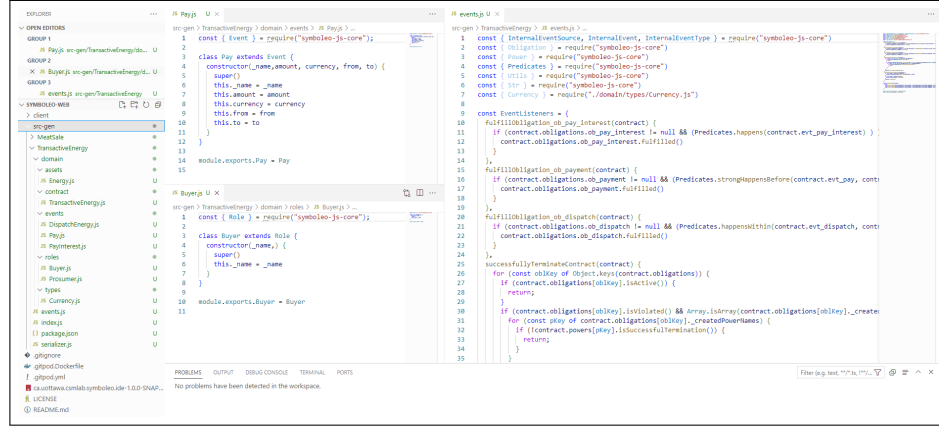 EXPLORER
OPEN EDITORS
GROUP 1
JS Pay.js src-gen/TransactiveEnergy/do... U
GROUP 2
JS Buyer.js src-gen/TransactiveEnergy/d... U
GROUP 3
JS events.js src-gen/TransactiveEnergy U
SYMBOLEO-WEB
client
src-gen
MeatSale
TransactiveEnergy
domain
assets
JS Energy.js U
contract
JS TransactiveEnergy.js U
events
JS DispatchEnergy.js U
JS Pay.js U
JS PayInterest.js U
roles
JS Buyer.js U
JS Prosumer.js U
types
JS Currency.js U
JS events.js U
JS index.js U
{} package.json U
JS serializer.js U
.gitignore
.gitpod.Dockerfile
.gitpod.yml
ca.uottawa.csmlab.symboleo.ide-1.0.0-SNAP...
LICENSE
README.md
JS Pay.js U ×
src-gen > TransactiveEnergy > domain > events > JS Pay.js > ...
1 const { Event } = require("symboleo-js-core");
2
3 class Pay extends Event {
4 constructor(_name,amount, currency, from, to) {
5 super()
6 this._name = _name
7 this.amount = amount
8 this.currency = currency
9 this.from = from
10 this.to = to
11 }
12 }
13
14 module.exports.Pay = Pay
15
JS Buyer.js U ×
src-gen > TransactiveEnergy > domain > roles > JS Buyer.js > ...
1 const { Role } = require("symboleo-js-core");
2
3 class Buyer extends Role {
4 constructor(_name,) {
5 super()
6 this._name = _name
7 }
8 }
9
10 module.exports.Buyer = Buyer
11
JS events.js U ×
src-gen > TransactiveEnergy > JS events.js > ...
1 const { InternalEventSource, InternalEvent, InternalEventType } = require("symboleo-js-core")
2 const { Obligation } = require("symboleo-js-core")
3 const { Power } = require("symboleo-js-core")
4 const { Predicates } = require("symboleo-js-core")
5 const { Utils } = require("symboleo-js-core")
6 const { Str } = require("symboleo-js-core")
7 const { Currency } = require("./domain/types/Currency.js")
8
9 const EventListeners = {
10 fulfillObligation_ob_pay_interest(contract) {
11 if (contract.obligations.ob_pay_interest != null && (Predicates.happens(contract.evt_pay_interest) ) )
12 contract.obligations.ob_pay_interest.fulfilled()
13 }
14 },
15 fulfillObligation_ob_payment(contract) {
16 if (contract.obligations.ob_payment != null && (Predicates.strongHappensBefore(contract.evt_pay, contr
17 contract.obligations.ob_payment.fulfilled()
18 }
19 },
20 fulfillObligation_ob_dispatch(contract) {
21 if (contract.obligations.ob_dispatch != null && (Predicates.happensWithin(contract.evt_dispatch, contr
22 contract.obligations.ob_dispatch.fulfilled()
23 }
24 },
25 successfullyTerminateContract(contract) {
26 for (const oblKey of Object.keys(contract.obligations)) {
27 if (contract.obligations[oblKey].isActive()) {
28 return;
29 }
30 if (contract.obligations[oblKey].isViolated() && Array.isArray(contract.obligations[oblKey]._create
31 for (const pKey of contract.obligations[oblKey]._createdPowerNames) {
32 if (!contract.powers[pKey].isSuccessfulTermination()) {
33 return;
34 }
35 }
PROBLEMS OUTPUT DEBUG CONSOLE TERMINAL PORTS
Filter (e.g. text, **/*.ts, !**/...
No problems have been detected in the workspace.